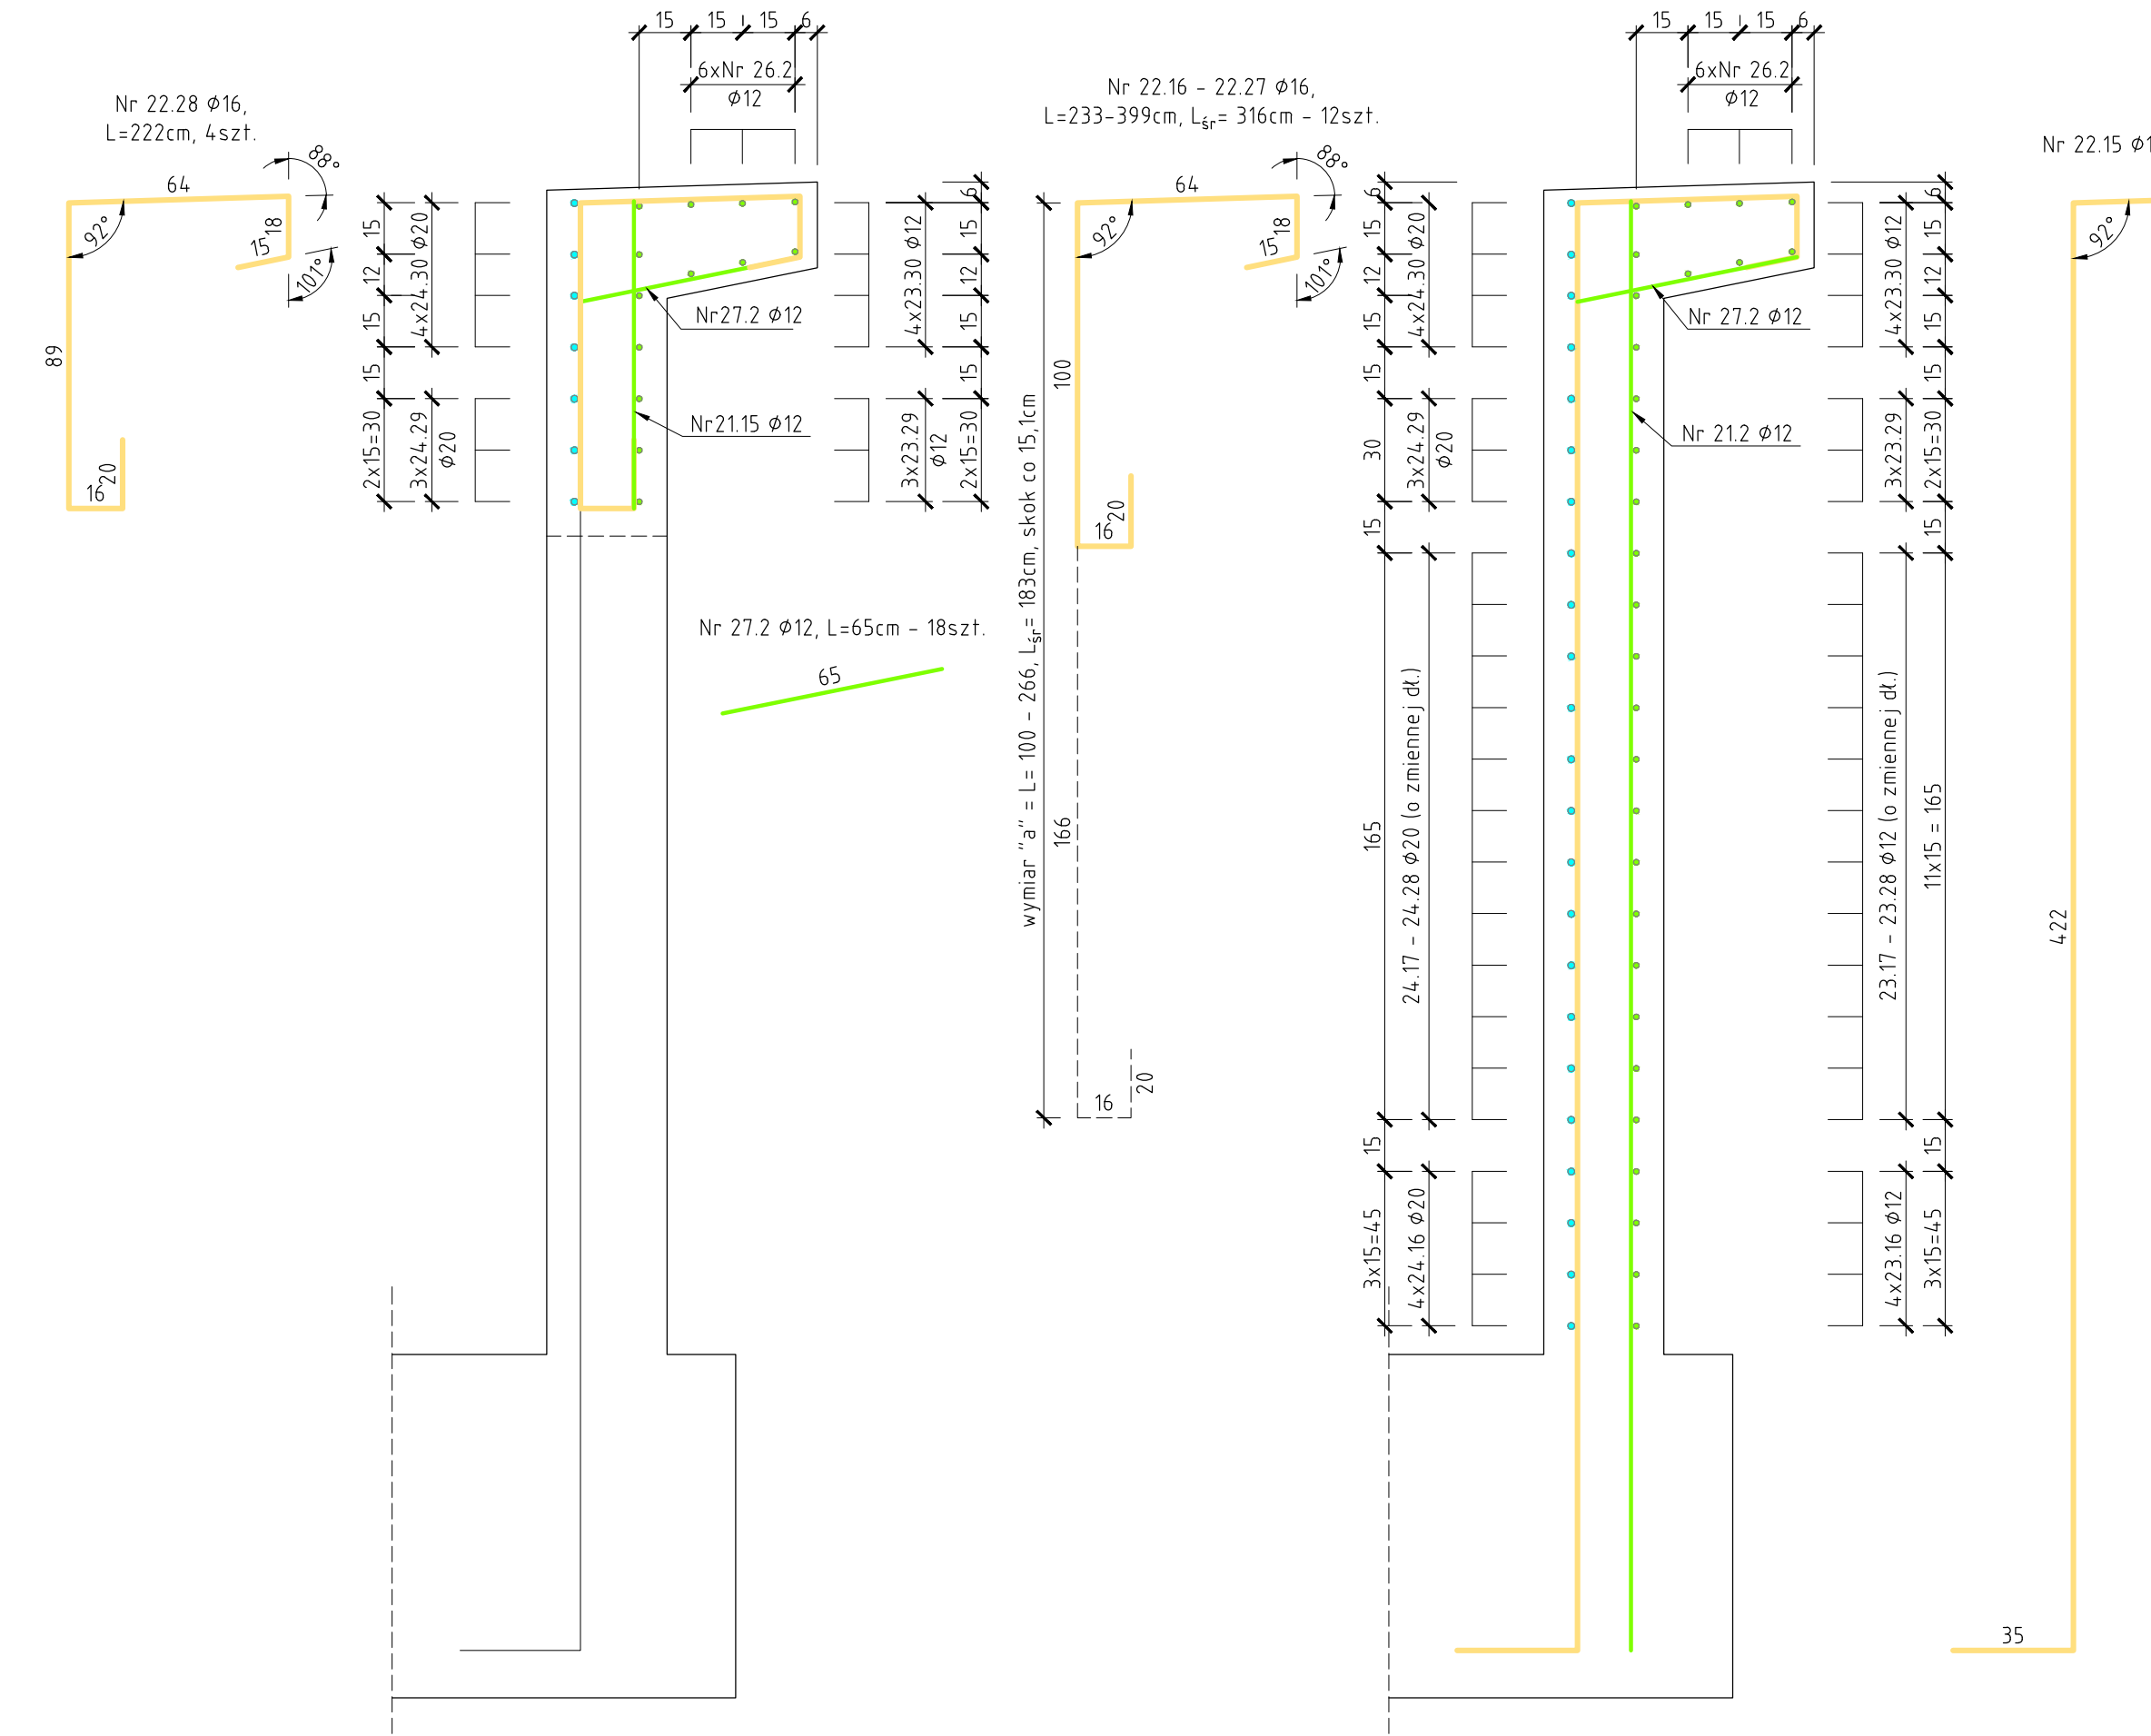 15 15 15 6
6xNr 26.2
ϕ12
Nr 22.28 ϕ16,
L=222cm, 4szt.
64
88°
92°
15
18
101°
89
16
20
15
12
15
15
2x15=30
4x24.30 ϕ20
3x24.29
ϕ20
Nr27.2 ϕ12
Nr21.15 ϕ12
4x23.30 ϕ12
3x23.29
ϕ12
6
15
12
15
15
2x15=30
Nr 27.2 ϕ12, L=65cm - 18szt.
65
Nr 22.16 - 22.27 ϕ16,
L=233-399cm, Lśr= 316cm - 12szt.
64
88°
92°
15
18
101°
100
16
20
wymiar "a" = L= 100 - 266, Lśr= 183cm, skok co 15,1cm
166
16
20
15 15 15 6
6xNr 26.2
ϕ12
6
15
12
15
15
30
15
165
15
3x15=45
4x24.30 ϕ20
3x24.29
ϕ20
24.17 - 24.28 ϕ20 (o zmiennej dł.)
4x24.16 ϕ20
Nr 27.2 ϕ12
Nr 21.2 ϕ12
4x23.30 ϕ12
3x23.29
23.17 - 23.28 ϕ12 (o zmiennej dł.)
4x23.16 ϕ12
6
15
12
15
15
2x15=30
15
11x15 = 165
15
3x15=45
Nr 22.15 ϕ1
92°
422
35